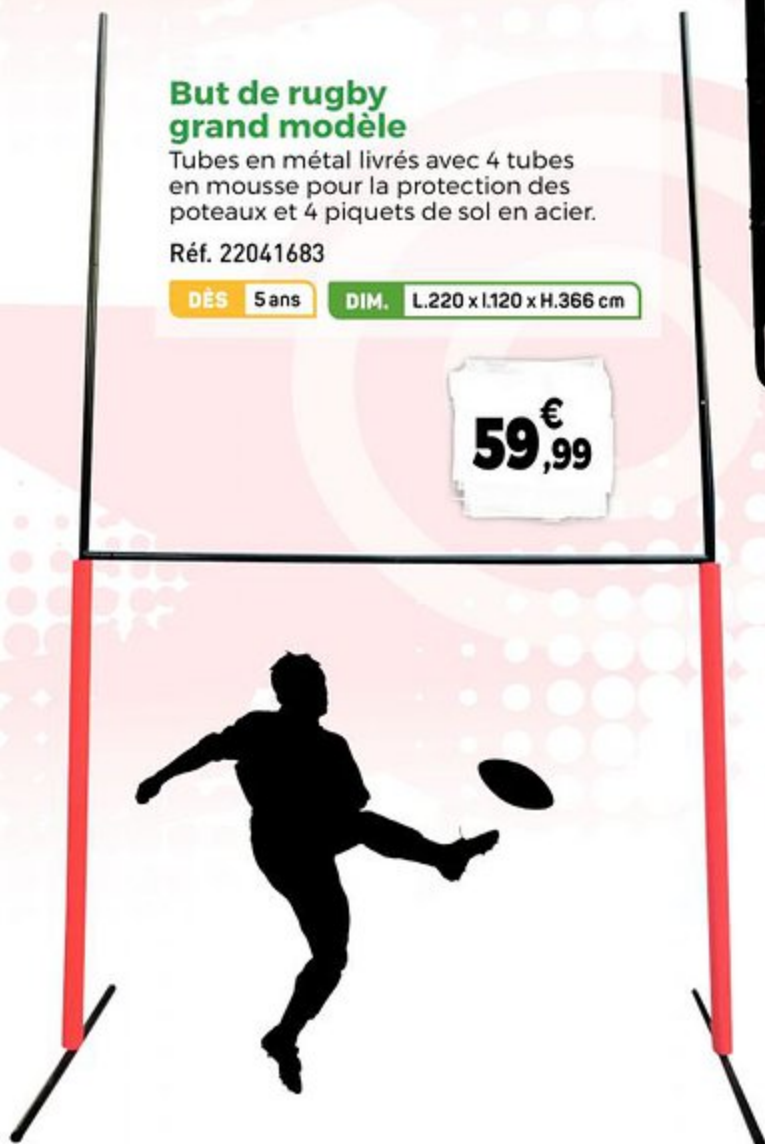 But de rugby
grand modèle
Tubes en métal livrés avec 4 tubes
en mousse pour la protection des
poteaux et 4 piquets de sol en acier.
Réf. 22041683
DÈS 5 ans DIM. L.220 x l.120 x H.366 cm
59€,99